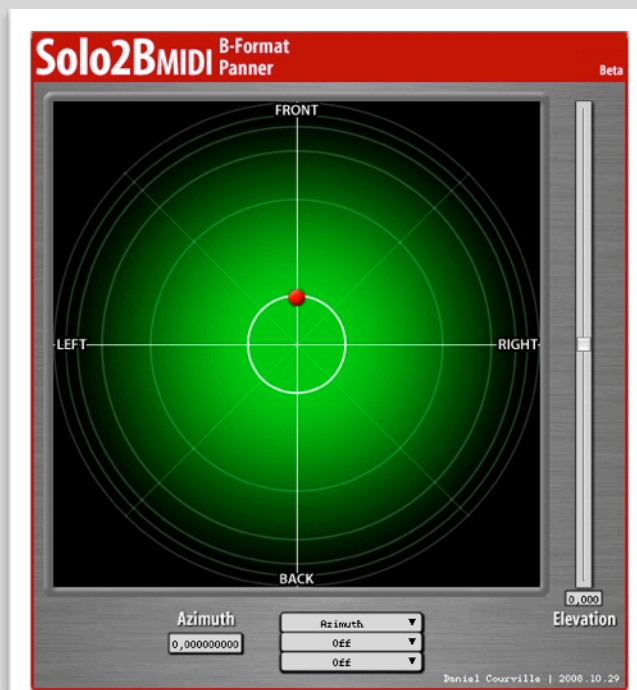 Solo2BMIDI B-Format Panner
Beta
FRONT
LEFT
RIGHT
BACK
0,000
Azimuth
Elevation
0,000000000
Azimuth
Off
Off
Daniel Courville | 2008.10.29